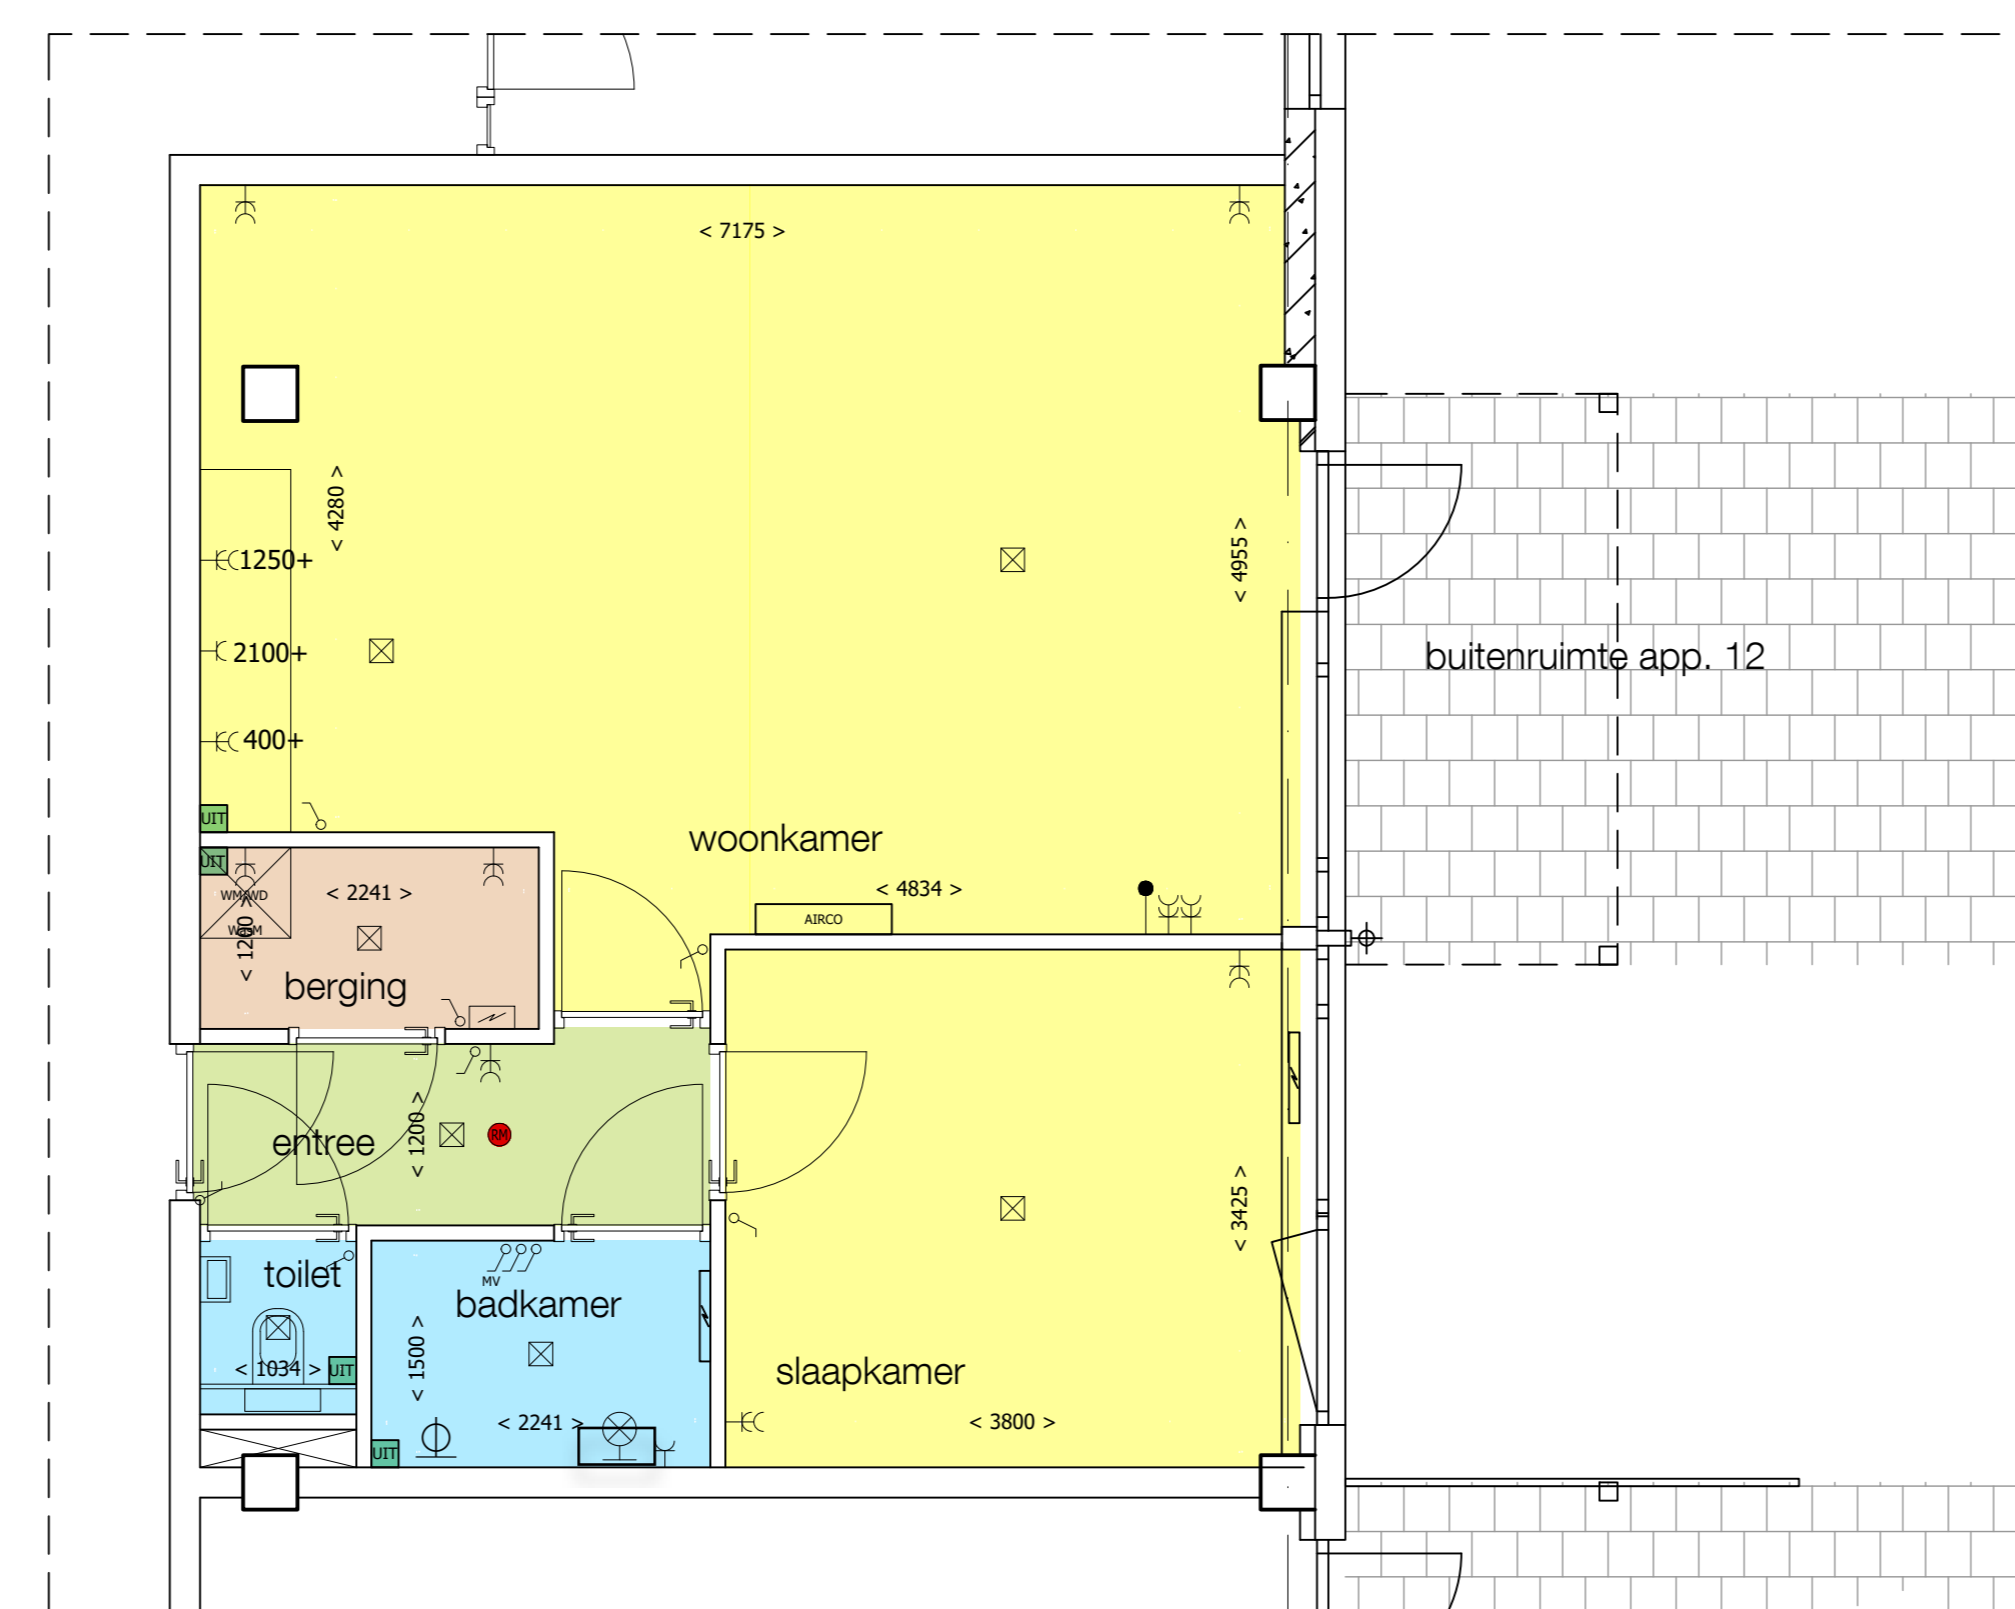 < 7175 >
< 4280 >
1250+
< 4955 >
2100+
buitenruimte app. 12
400+
UIT
woonkamer
UIT
WM/WD
< 2241 >
< 4834 >
AIRCO
WasM
< 1200 >
berging
entree
< 1200 >
RM
< 3425 >
toilet
MV
badkamer
< 1034 >
UIT
< 1500 >
slaapkamer
< 2241 >
< 3800 >
UIT